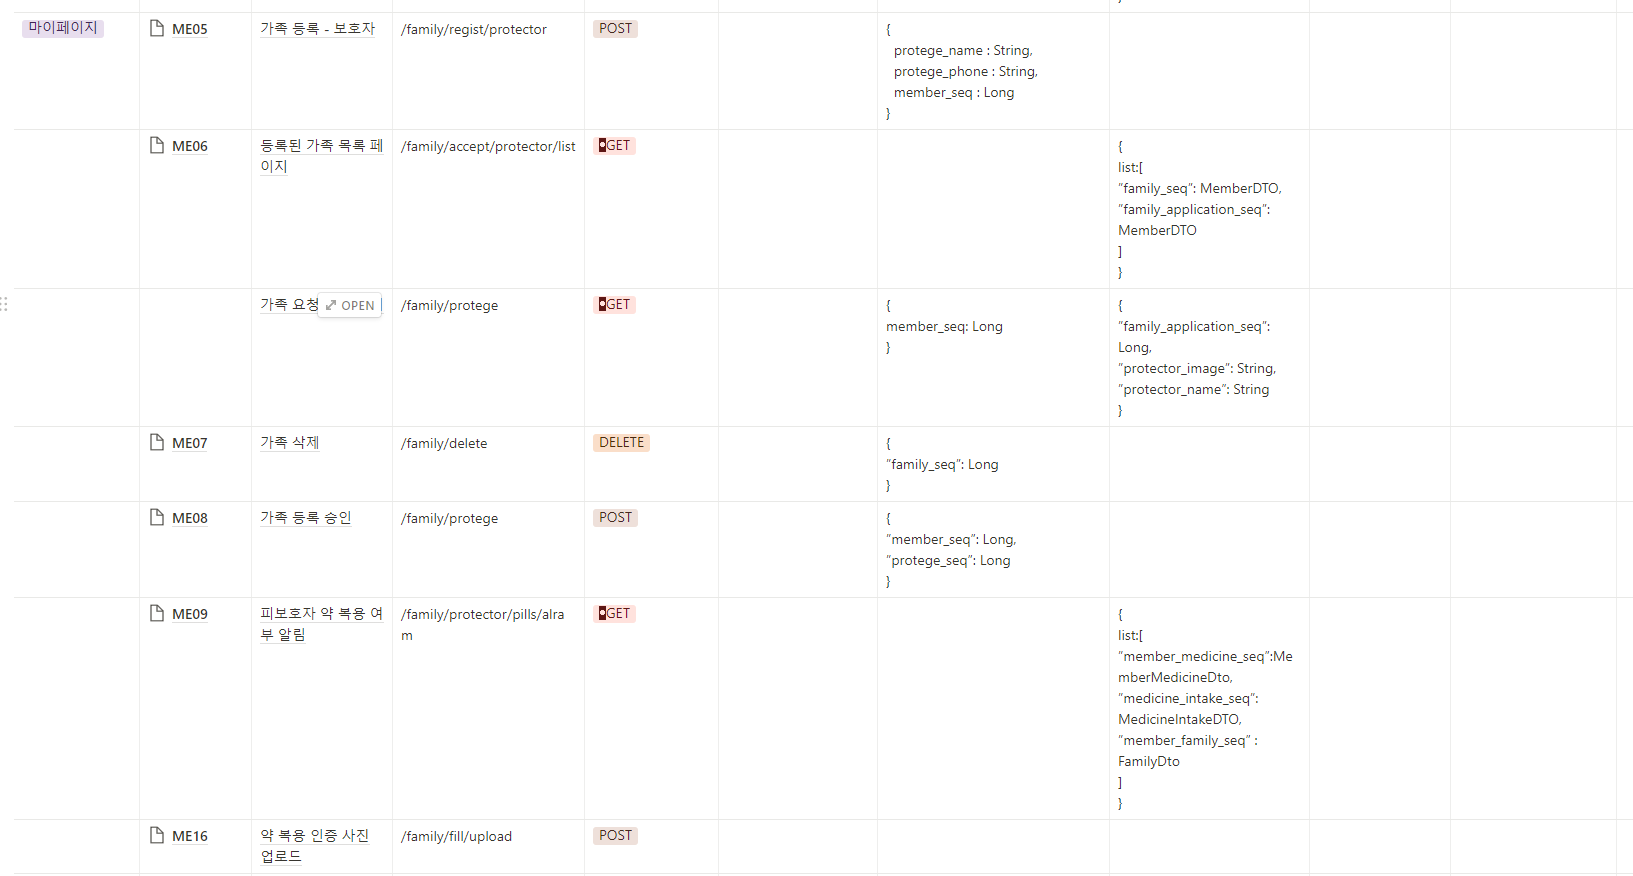 }
마이페이지
ME05
가족 등록 - 보호자
/family/regist/protector
POST
{
protege_name : String,
protege_phone : String,
member_seq : Long
}
ME06
등록된 가족 목록 페
이지
/family/accept/protector/list
GET
{
list:[
“family_seq”: MemberDTO,
“family_application_seq”:
MemberDTO
]
}
가족 요청
OPEN
/family/protege
GET
{
member_seq: Long
}
{
“family_application_seq”:
Long,
“protector_image”: String,
“protector_name”: String
}
ME07
가족 삭제
/family/delete
DELETE
{
“family_seq”: Long
}
ME08
가족 등록 승인
/family/protege
POST
{
“member_seq”: Long,
“protege_seq”: Long
}
ME09
피보호자 약 복용 여
부 알림
/family/protector/pills/alra
m
GET
{
list:[
“member_medicine_seq”:Me
mberMedicineDto,
“medicine_intake_seq”:
MedicineIntakeDTO,
“member_family_seq” :
FamilyDto
]
}
ME16
약 복용 인증 사진
업로드
/family/fill/upload
POST